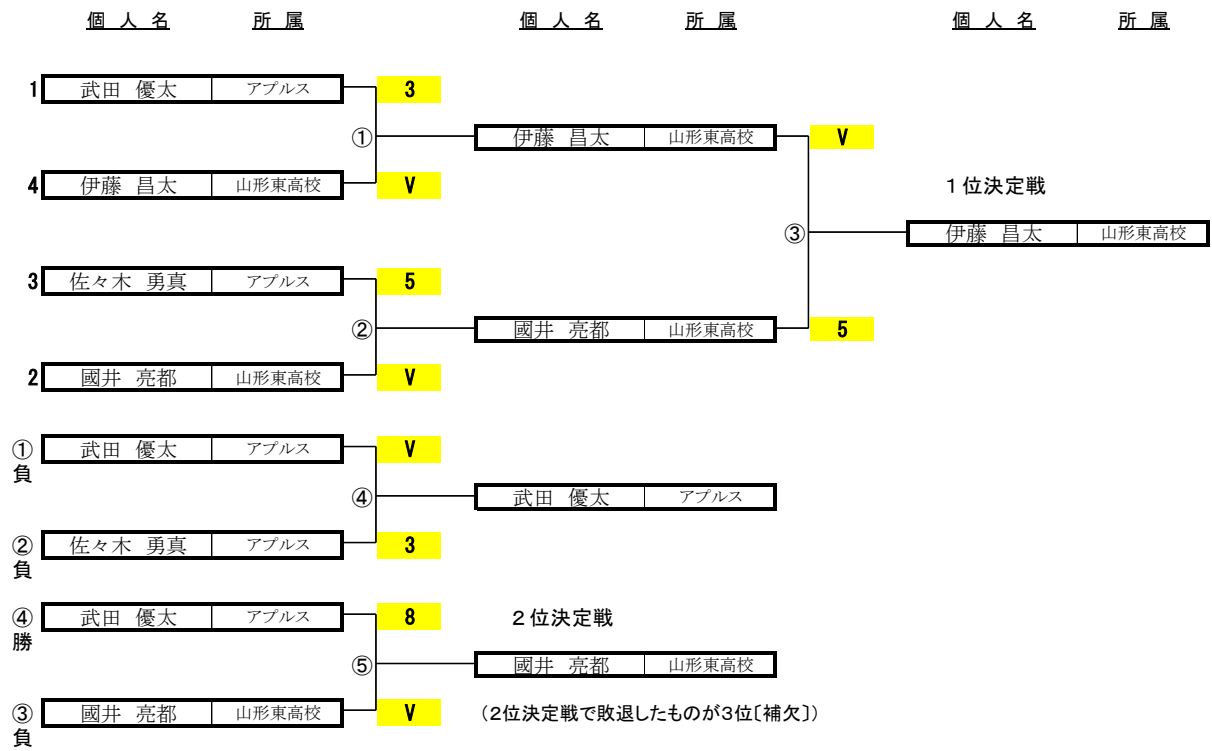 個 人 名 所 属 個 人 名 所 属 個 人 名 所 属
1 武田 優太 アプルス 3
① 伊藤 昌太 山形東高校 V
4 伊藤 昌太 山形東高校 V １位決定戦
③ 伊藤 昌太 山形東高校
3 佐々木 勇真 アプルス 5
② 國井 亮都 山形東高校 5
2 國井 亮都 山形東高校 V
①負 武田 優太 アプルス V
④ 武田 優太 アプルス
②負 佐々木 勇真 アプルス 3
④勝 武田 優太 アプルス 8 ２位決定戦
⑤ 國井 亮都 山形東高校
③負 國井 亮都 山形東高校 V （2位決定戦で敗退したものが3位〔補欠〕）